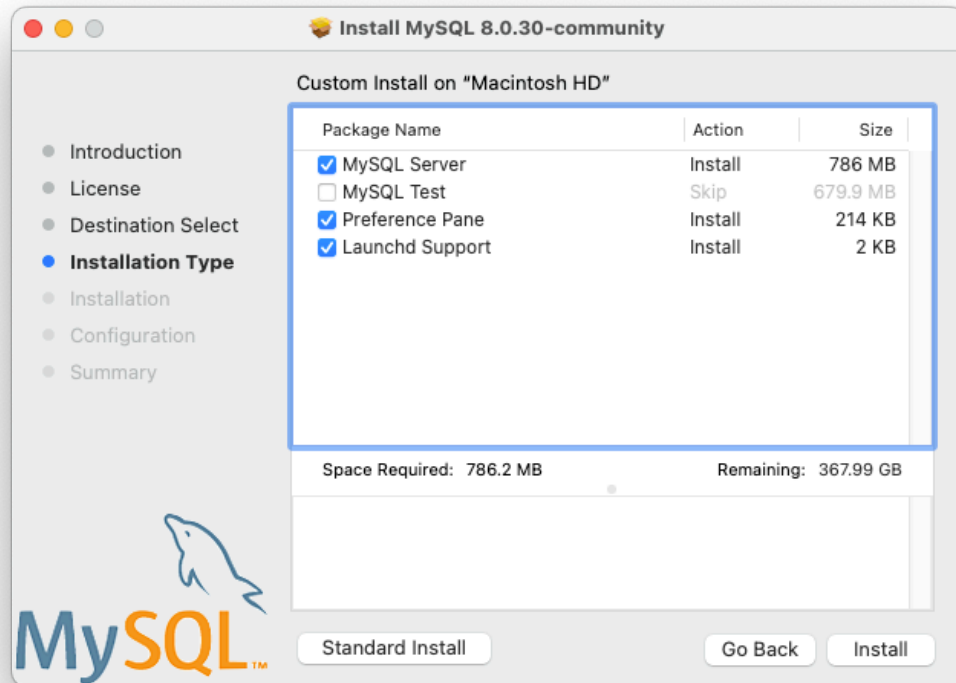 Install MySQL 8.0.30-community
Custom Install on “Macintosh HD”
Introduction
License
Destination Select
Installation Type
Installation
Configuration
Summary
Package Name Action Size
MySQL Server Install 786 MB
MySQL Test Skip 679.9 MB
Preference Pane Install 214 KB
Launchd Support Install 2 KB
Space Required: 786.2 MB Remaining: 367.99 GB
MySQL™
Standard Install Go Back Install